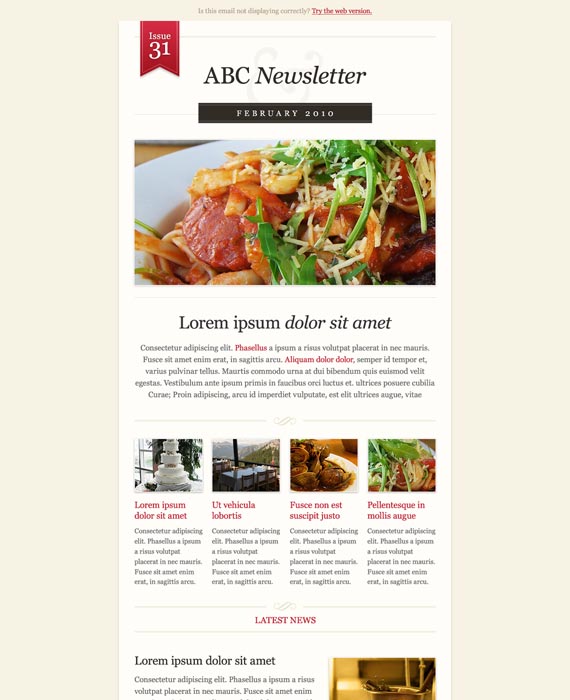 Is this email not displaying correctly? Try the web version.
Issue
31
ABC Newsletter
FEBRUARY 2010
Lorem ipsum dolor sit amet
Consectetur adipiscing elit. Phasellus a ipsum a risus volutpat placerat in nec mauris.
Fusce sit amet enim erat, in sagittis arcu. Aliquam dolor dolor, semper id tempor et,
varius pulvinar tellus. Mauris commodo urna at dui bibendum quis euismod velit
egestas. Vestibulum ante ipsum primis in faucibus orci luctus et. ultrices posuere cubilia
Curae; Proin adipiscing, arcu id imperdiet vulputate, est elit ultrices augue, vitae
Lorem ipsum
dolor sit amet
Consectetur adipiscing
elit. Phasellus a ipsum
a risus volutpat
placerat in nec mauris.
Fusce sit amet enim
erat, in sagittis arcu.
Ut vehicula
lobortis
Consectetur adipiscing
elit. Phasellus a ipsum
a risus volutpat
placerat in nec mauris.
Fusce sit amet enim
erat, in sagittis arcu.
Fusce non est
suscipit justo
Consectetur adipiscing
elit. Phasellus a ipsum
a risus volutpat
placerat in nec mauris.
Fusce sit amet enim
erat, in sagittis arcu.
Pellentesque in
mollis augue
Consectetur adipiscing
elit. Phasellus a ipsum
a risus volutpat
placerat in nec mauris.
Fusce sit amet enim
erat, in sagittis arcu.
LATEST NEWS
Lorem ipsum dolor sit amet
Consectetur adipiscing elit. Phasellus a ipsum a risus
volutpat placerat in nec mauris. Fusce sit amet enim